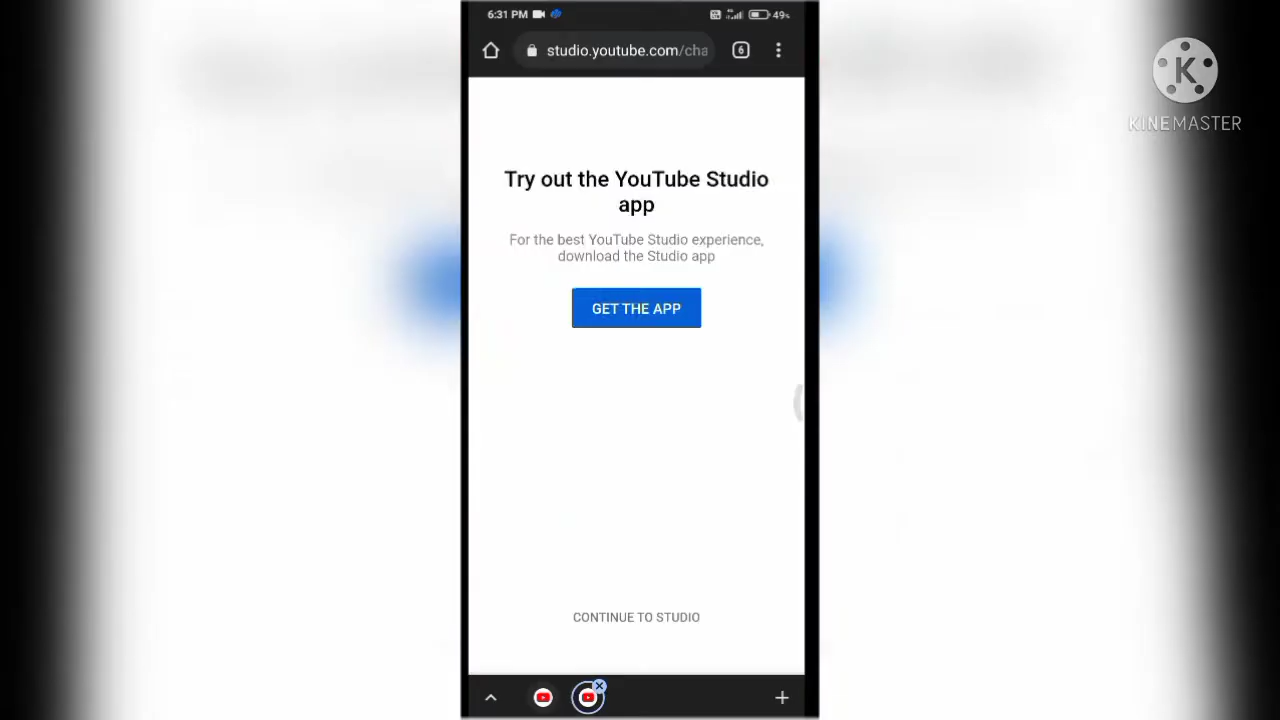 6:31 PM
49%
studio.youtube.com/cha
6
K
KINEMASTER
Try out the YouTube Studio
app
For the best YouTube Studio experience,
download the Studio app
GET THE APP
CONTINUE TO STUDIO